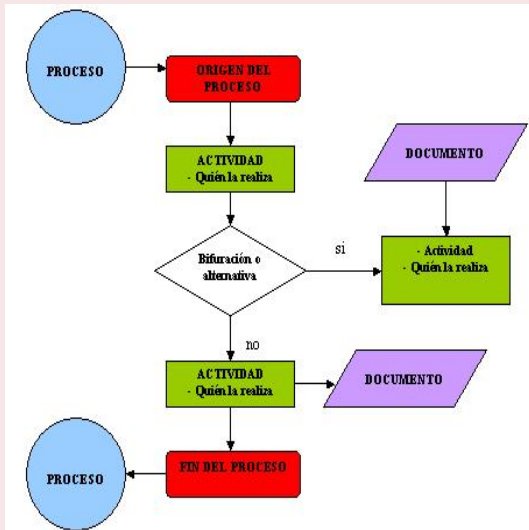 PROCESO
ORIGEN DEL
PROCESO
ACTIVIDAD
- Quién la realiza
DOCUMENTO
Bifuración o
alternativa
si
- Actividad
- Quién la realiza
no
ACTIVIDAD
- Quién la realiza
DOCUMENTO
FIN DEL PROCESO
PROCESO